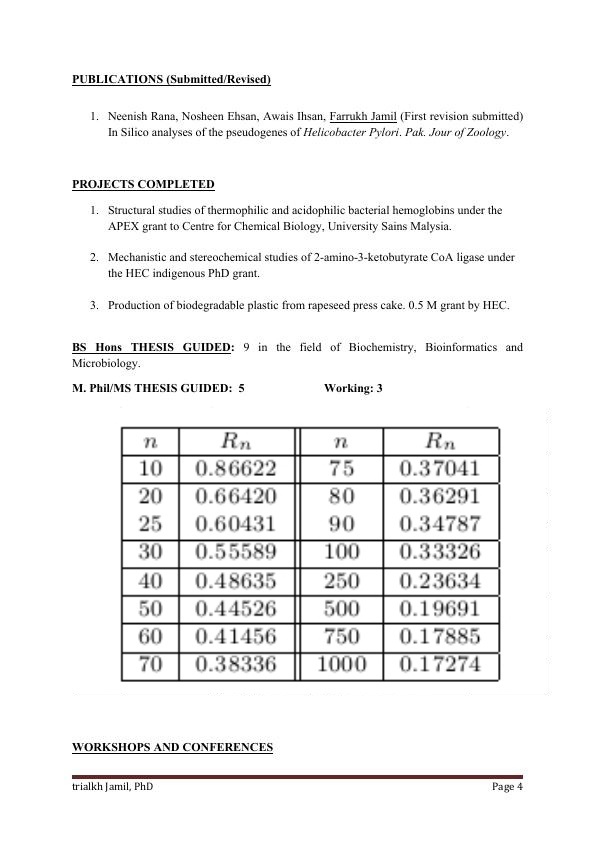 PUBLICATIONS (Submitted/Revised)
1. Neenish Rana, Nosheen Ehsan, Awais Ihsan, Farrukh Jamil (First revision submitted)
In Silico analyses of the pseudogenes of Helicobacter Pylori. Pak. Jour of Zoology.
PROJECTS COMPLETED
1. Structural studies of thermophilic and acidophilic bacterial hemoglobins under the
APEX grant to Centre for Chemical Biology, University Sains Malysia.
2. Mechanistic and stereochemical studies of 2-amino-3-ketobutyrate CoA ligase under
the HEC indigenous PhD grant.
3. Production of biodegradable plastic from rapeseed press cake. 0.5 M grant by HEC.
BS Hons THESIS GUIDED: 9 in the field of Biochemistry, Bioinformatics and
Microbiology.
M. Phil/MS THESIS GUIDED: 5 Working: 3
n Rn n Rn
10 0.86622 75 0.37041
20 0.66420 80 0.36291
25 0.60431 90 0.34787
30 0.55589 100 0.33326
40 0.48635 250 0.23634
50 0.44526 500 0.19691
60 0.41456 750 0.17885
70 0.38336 1000 0.17274
WORKSHOPS AND CONFERENCES
trialkh Jamil, PhD Page 4